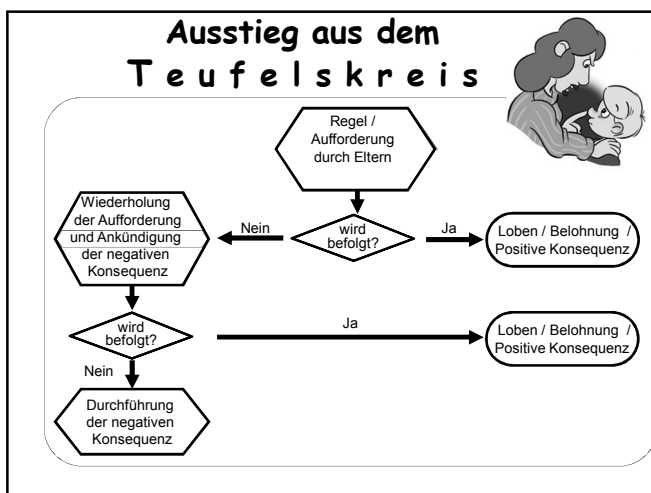 Ausstieg aus dem
Teufelskreis
Regel /
Aufforderung
durch Eltern
Wiederholung
der Aufforderung
und Ankündigung
der negativen
Konsequenz
Nein
wird
befolgt?
Ja
Loben / Belohnung /
Positive Konsequenz
wird
befolgt?
Ja
Loben / Belohnung /
Positive Konsequenz
Nein
Durchführung
der negativen
Konsequenz